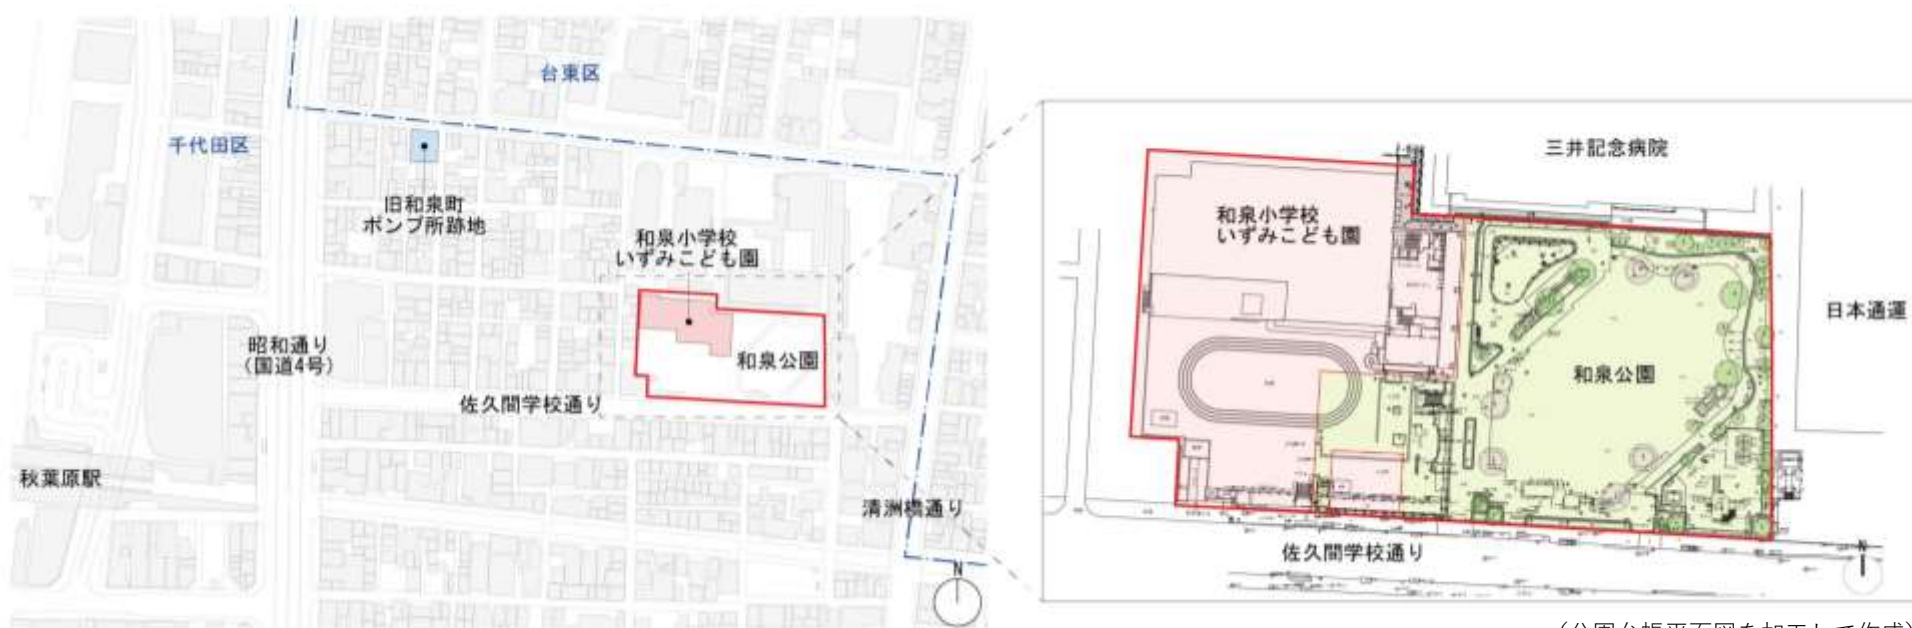 台東区
千代田区
旧和泉町
ポンプ所跡地
和泉小学校
いずみこども園
和泉公園
昭和通り
(国道4号)
佐久間学校通り
秋葉原駅
清洲橋通り
N
三井記念病院
和泉小学校
いずみこども園
日本通運
和泉公園
佐久間学校通り
N